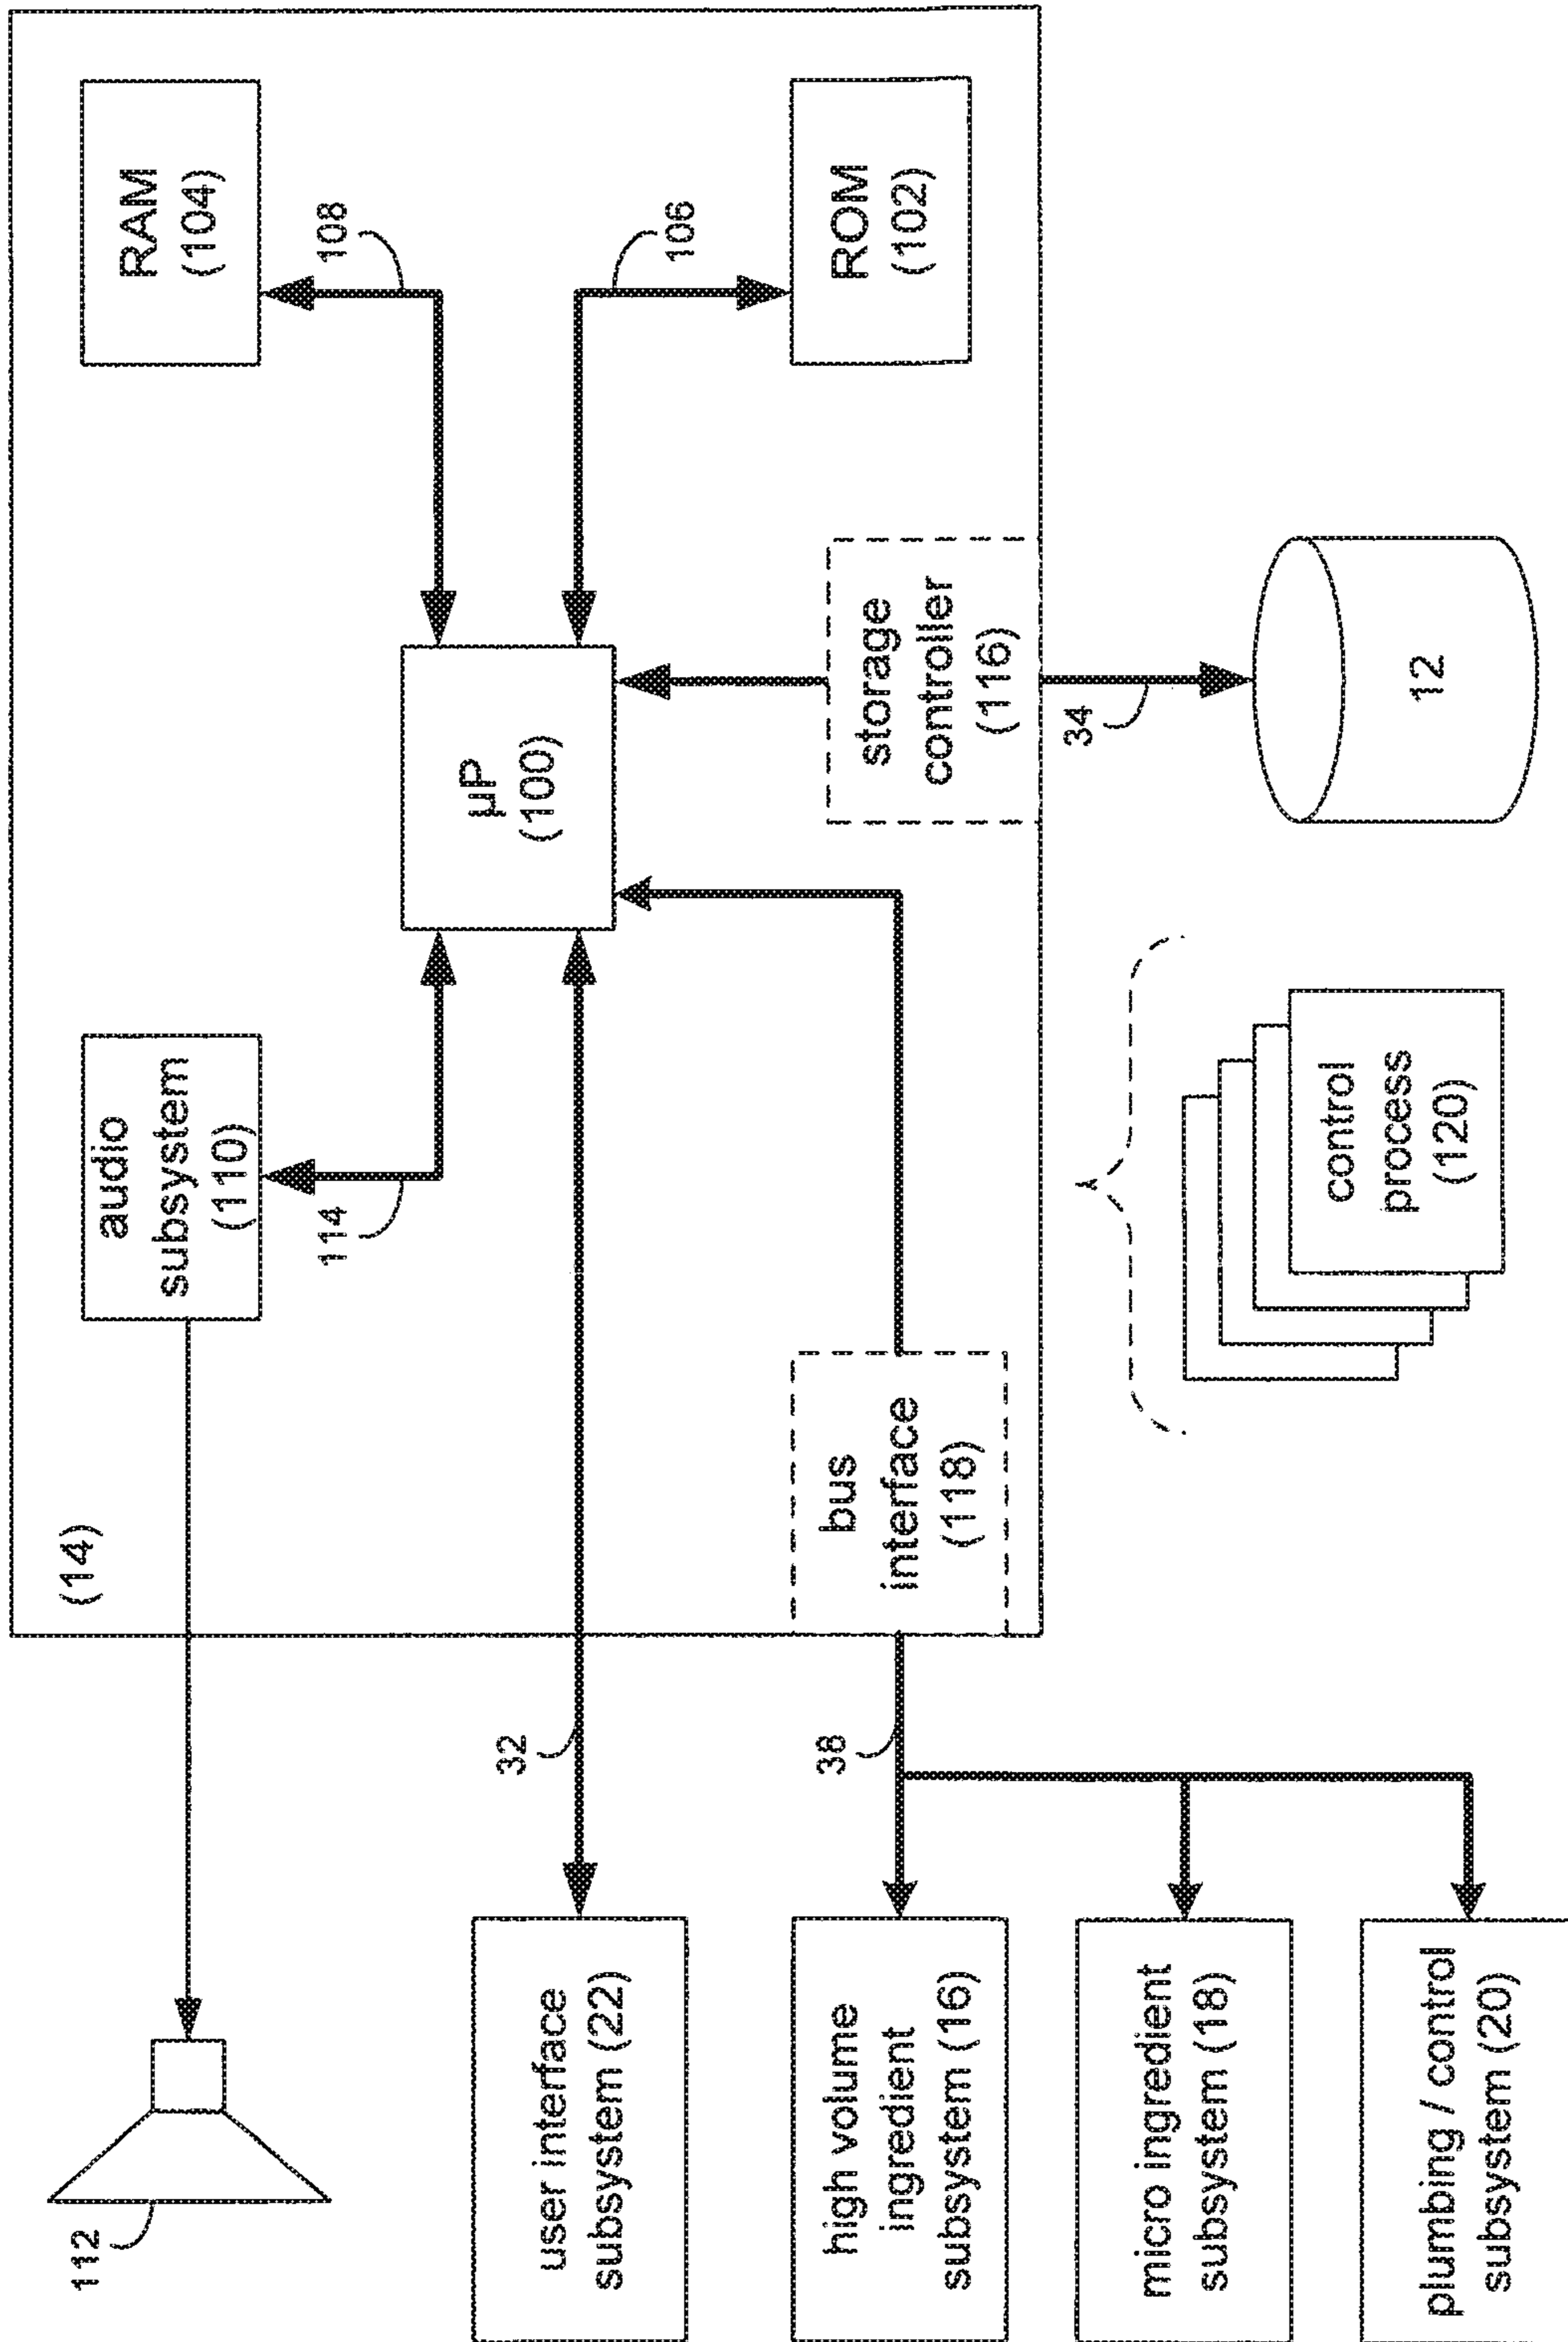 112
(14)
audio
subsystem
(110)
RAM
(104)
114
108
32
µP
(100)
106
user interface
subsystem (22)
38
bus
interface
(118)
storage
controller
(116)
ROM
(102)
high volume
ingredient
subsystem (16)
34
micro ingredient
subsystem (18)
control
process
(120)
12
plumbing / control
subsystem (20)